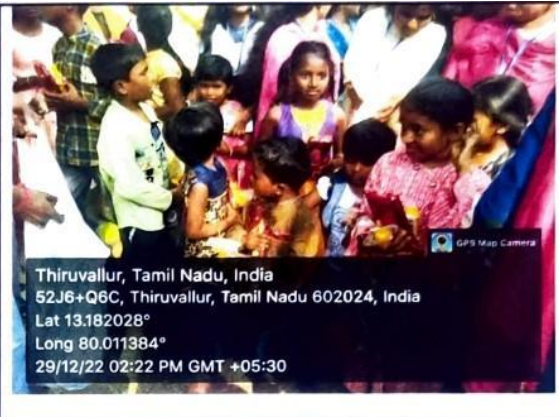 GPS Map Camera
Thiruvallur, Tamil Nadu, India
52J6+Q6C, Thiruvallur, Tamil Nadu 602024, India
Lat 13.182028°
Long 80.011384°
29/12/22 02:22 PM GMT +05:30